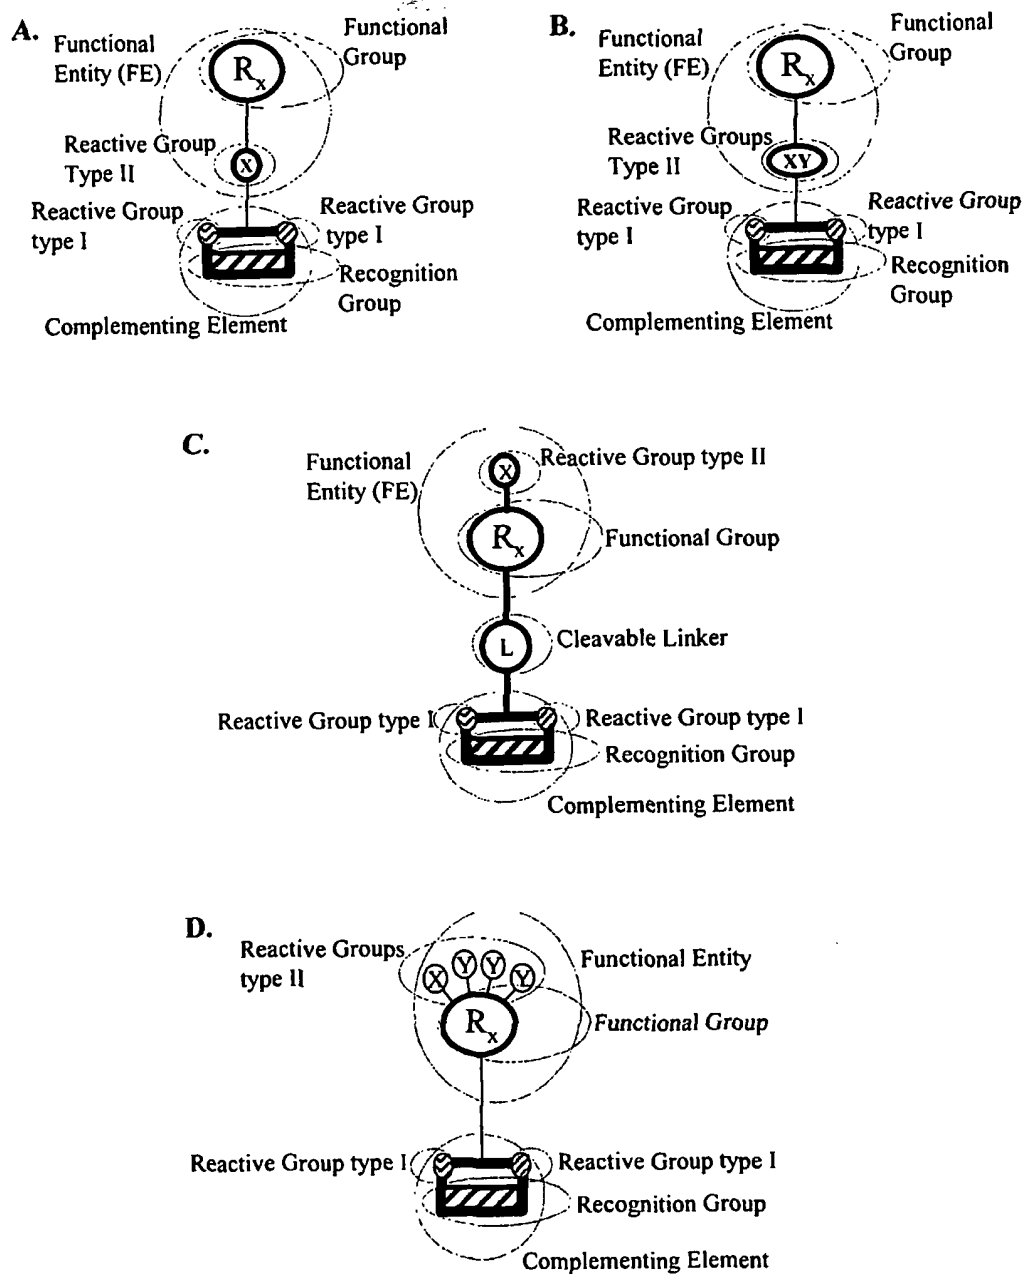 A.
Functional
Entity (FE)
Functional
Group
Rx
Reactive Group
Type II
X
Reactive Group
type I
Reactive Group
type I
Recognition
Group
Complementing Element
B.
Functional
Entity (FE)
Functional
Group
Rx
Reactive Groups
Type II
XY
Reactive Group
type I
Reactive Group
type I
Recognition
Group
Complementing Element
C.
Functional
Entity (FE)
X
Reactive Group type II
Rx
Functional Group
L
Cleavable Linker
Reactive Group type I
Reactive Group type I
Recognition Group
Complementing Element
D.
Reactive Groups
type II
X Y Y Y
Functional Entity
Rx
Functional Group
Reactive Group type I
Reactive Group type I
Recognition Group
Complementing Element